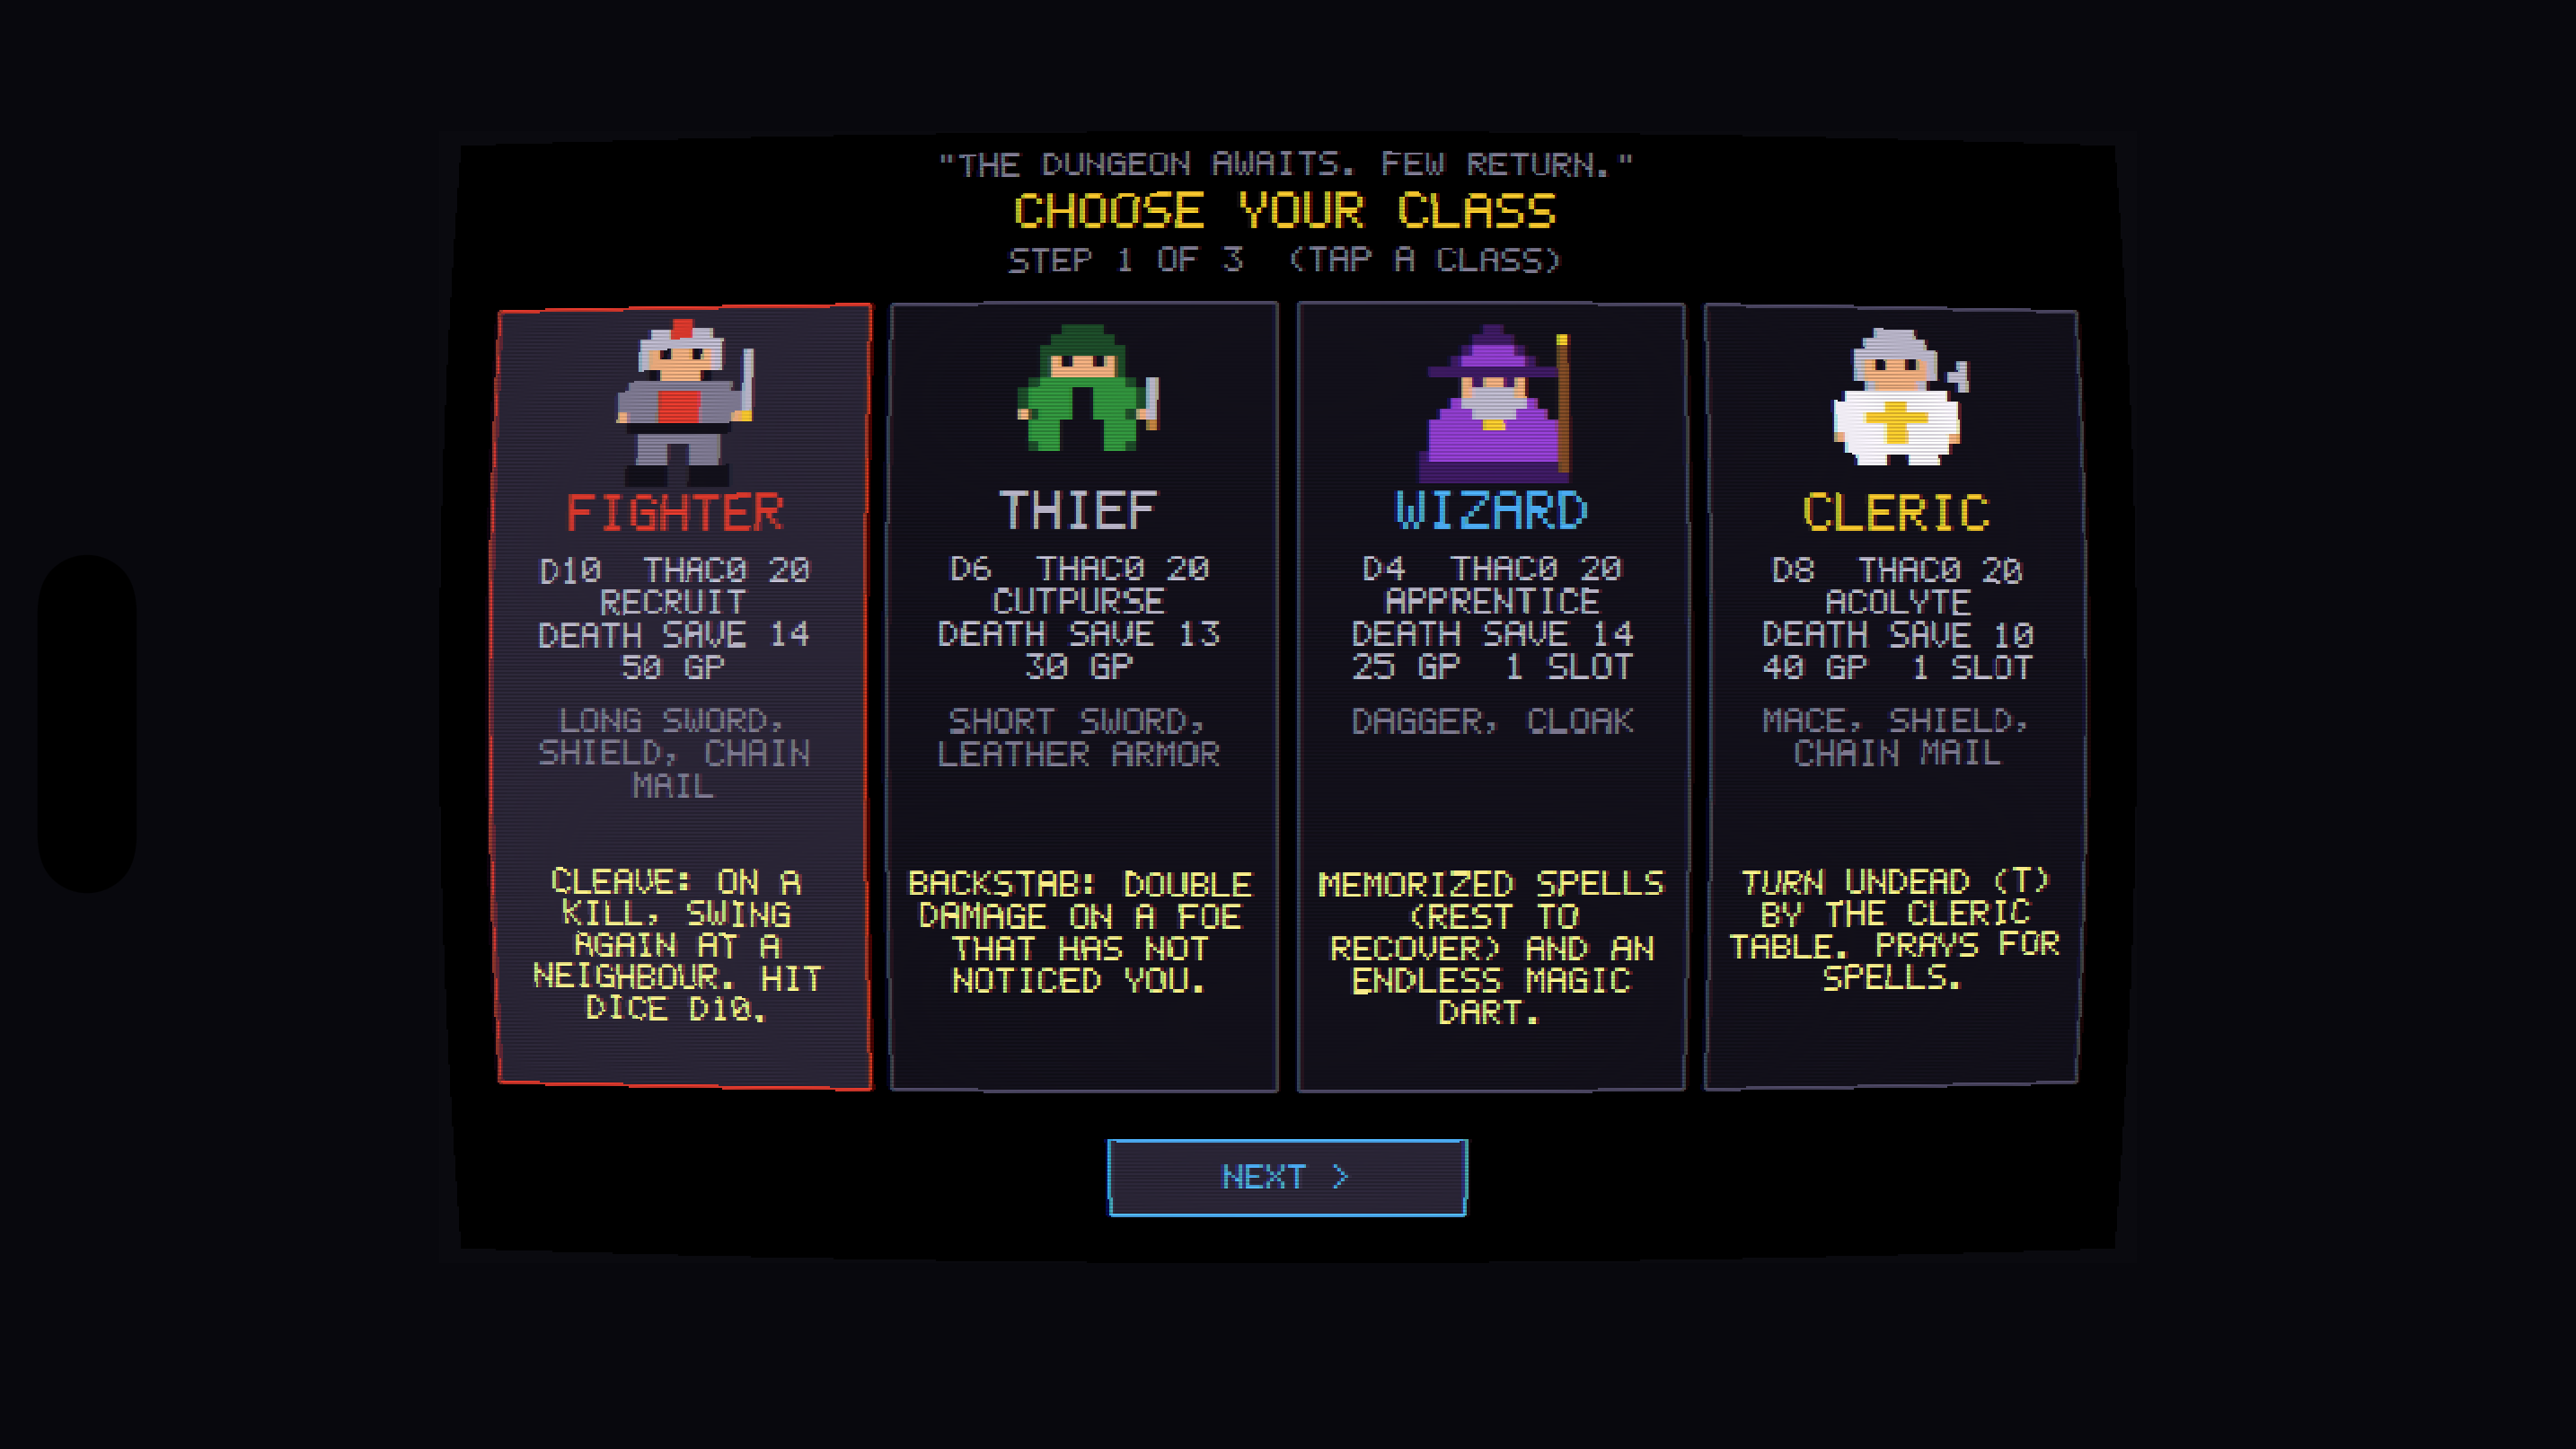 "THE DUNGEON AWAITS. FEW RETURN."
CHOOSE YOUR CLASS
STEP 1 OF 3 (TAP A CLASS)
FIGHTER
D10 THAC0 20
RECRUIT
DEATH SAVE 14
50 GP
LONG SWORD,
SHIELD, CHAIN
MAIL
CLEAVE: ON A
KILL, SWING
AGAIN AT A
NEIGHBOUR. HIT
DICE D10.
THIEF
D6 THAC0 20
CUTPURSE
DEATH SAVE 13
30 GP
SHORT SWORD,
LEATHER ARMOR
BACKSTAB: DOUBLE
DAMAGE ON A FOE
THAT HAS NOT
NOTICED YOU.
WIZARD
D4 THAC0 20
APPRENTICE
DEATH SAVE 14
25 GP 1 SLOT
DAGGER, CLOAK
MEMORIZED SPELLS
(REST TO
RECOVER) AND AN
ENDLESS MAGIC
DART.
CLERIC
D8 THAC0 20
ACOLYTE
DEATH SAVE 10
40 GP 1 SLOT
MACE, SHIELD,
CHAIN MAIL
TURN UNDEAD (T)
BY THE CLERIC
TABLE. PRAYS FOR
SPELLS.
NEXT >